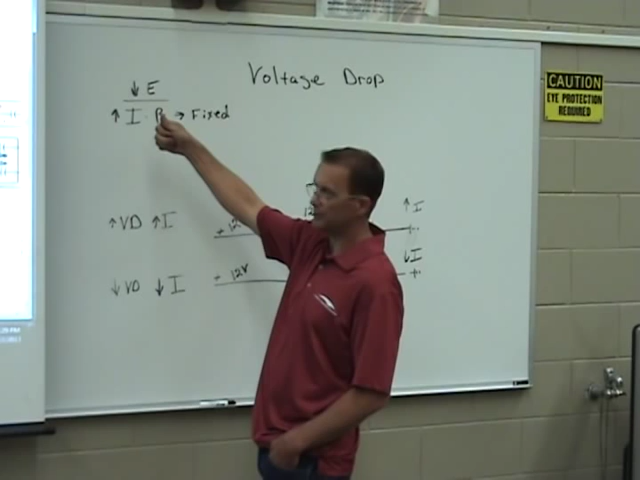 Voltage Drop
↓ E
↑ I · R → Fixed
CAUTION
EYE PROTECTION
REQUIRED
↑ VD ↑ I
+ 12V
↑ I
↓ VD ↓ I
+ 12V
↓ I